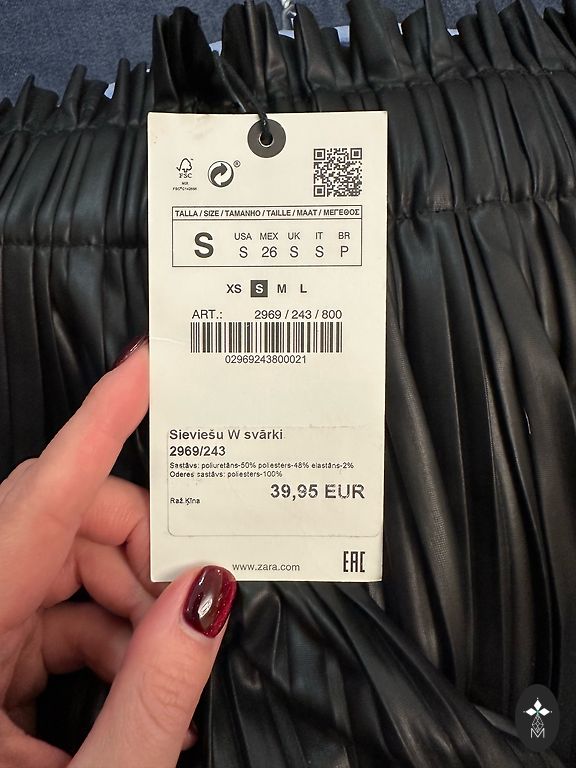 FSC
TALLA / SIZE / TAMANHO / TAILLE / MAAT / ΜΕΓΕΘΟΣ
S USA MEX UK IT BR
S 26 S S P
XS S M L
ART.: 2969 / 243 / 800
02969243800021
Sieviešu W svārki
2969/243
Sastāvs: poliuretāns-50% poliesters-48% elastāns-2%
Oderes sastāvs: poliesters-100%
39,95 EUR
Raž.Ķīna
www.zara.com
EAC